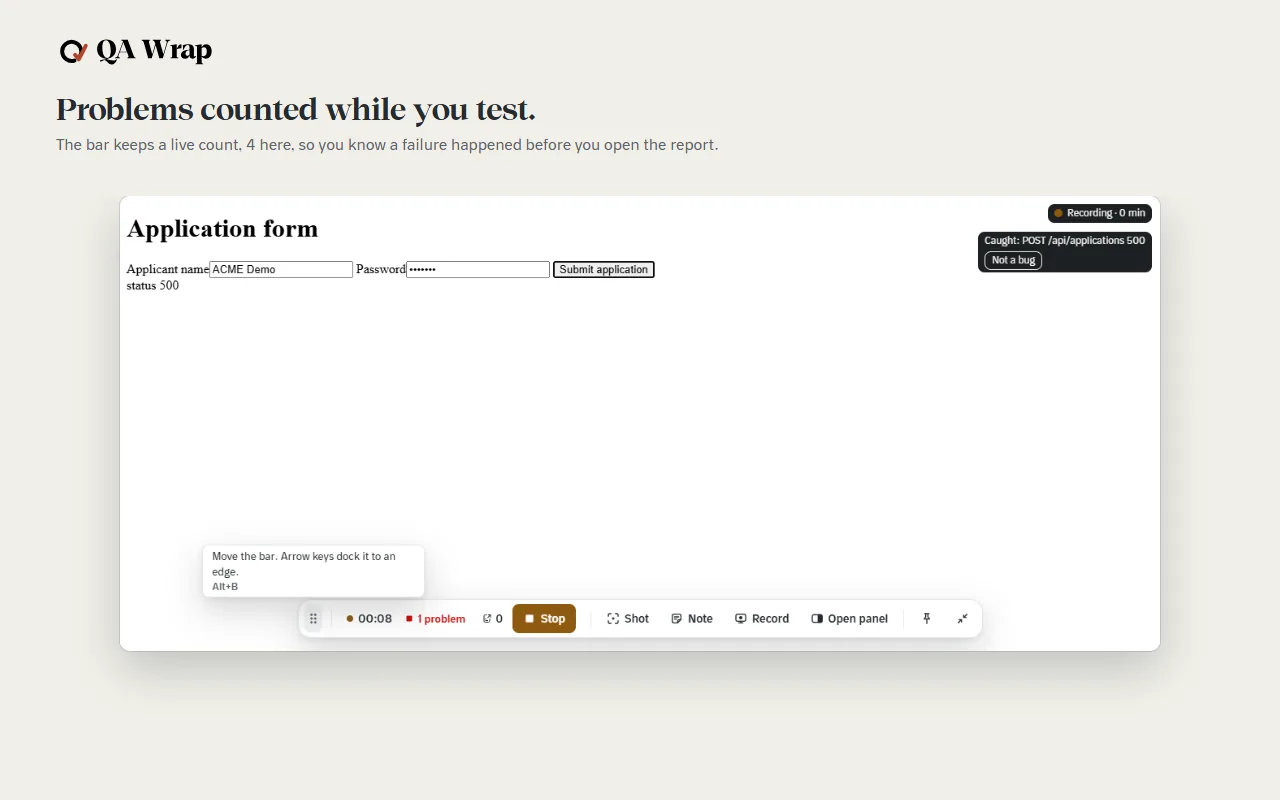 QA Wrap
Problems counted while you test.
The bar keeps a live count, 4 here, so you know a failure happened before you open the report.
Application form
Recording · 0 min
Caught: POST /api/applications 500
Not a bug
Applicant name ACME Demo Password ••••••• Submit application
status 500
Move the bar. Arrow keys dock it to an
edge.
Alt+B
00:08 1 problem 0 Stop Shot Note Record Open panel